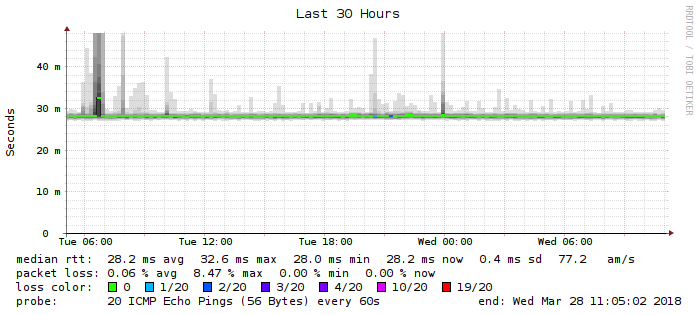 Last 30 Hours
RRDTOOL / TOBI OETIKER
Seconds
40 m
30 m
20 m
10 m
0
Tue 06:00 Tue 12:00 Tue 18:00 Wed 00:00 Wed 06:00
median rtt: 28.2 ms avg 32.6 ms max 28.0 ms min 28.2 ms now 0.4 ms sd 77.2 am/s
packet loss: 0.06 % avg 8.47 % max 0.00 % min 0.00 % now
loss color: 0 1/20 2/20 3/20 4/20 10/20 19/20
probe: 20 ICMP Echo Pings (56 Bytes) every 60s end: Wed Mar 28 11:05:02 2018